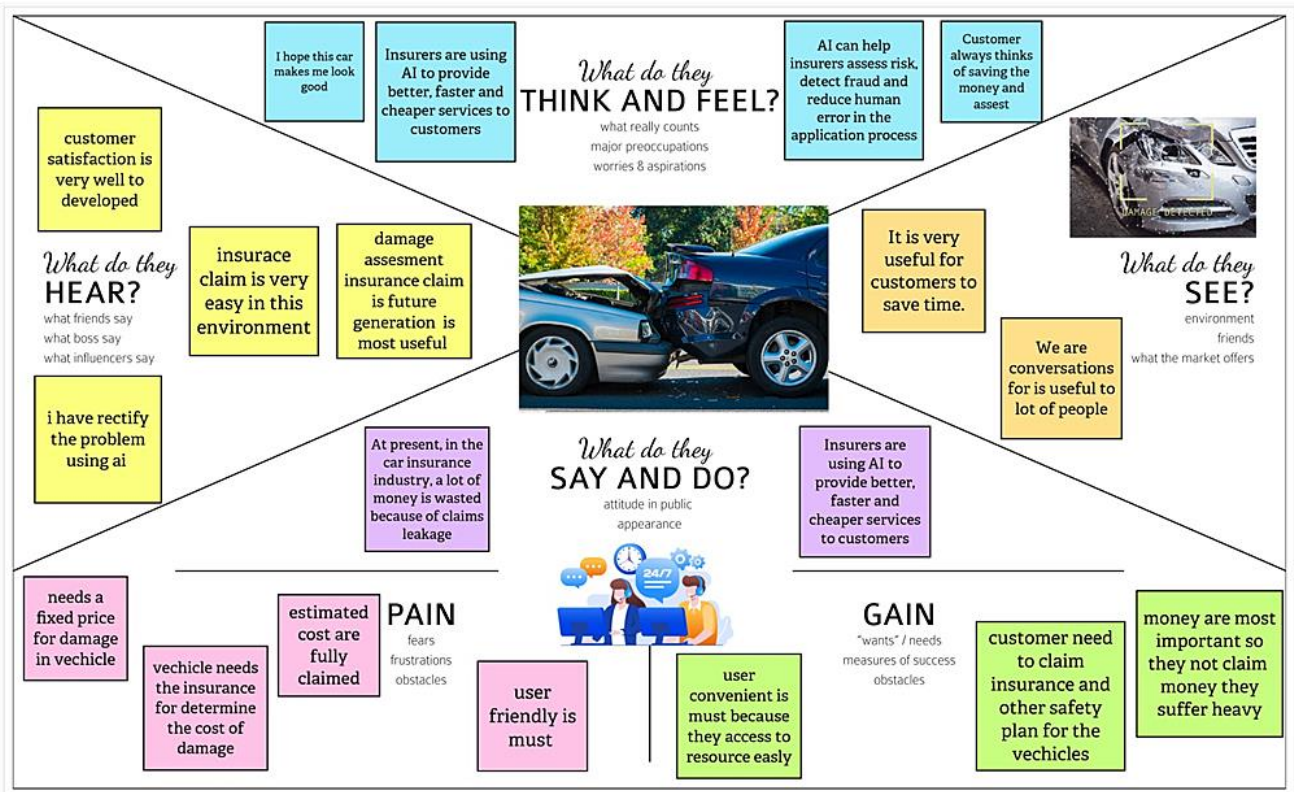 I hope this car
makes me look
good
Insurers are using
AI to provide
better, faster and
cheaper services to
customers
What do they
THINK AND FEEL?
what really counts
major preoccupations
worries & aspirations
AI can help
insurers assess risk,
detect fraud and
reduce human
error in the
application process
Customer
always thinks
of saving the
money and
assest
customer
satisfaction is
very well to
developed
What do they
HEAR?
what friends say
what boss say
what influencers say
insurace
claim is very
easy in this
environment
damage
assesment
insurance claim
is future
generation is
most useful
i have rectify
the problem
using ai
DAMAGE DETECTED
What do they
SEE?
environment
friends
what the market offers
It is very
useful for
customers to
save time.
We are
conversations
for is useful to
lot of people
At present, in the
car insurance
industry, a lot of
money is wasted
because of claims
leakage
What do they
SAY AND DO?
attitude in public
appearance
24/7
Insurers are
using AI to
provide better,
faster and
cheaper services
to customers
needs a
fixed price
for damage
in vechicle
vechicle needs
the insurance
for determine
the cost of
damage
estimated
cost are
fully
claimed
PAIN
fears
frustrations
obstacles
user
friendly is
must
user
convenient is
must because
they access to
resource easly
GAIN
"wants" / needs
measures of success
obstacles
customer need
to claim
insurance and
other safety
plan for the
vechicles
money are most
important so
they not claim
money they
suffer heavy